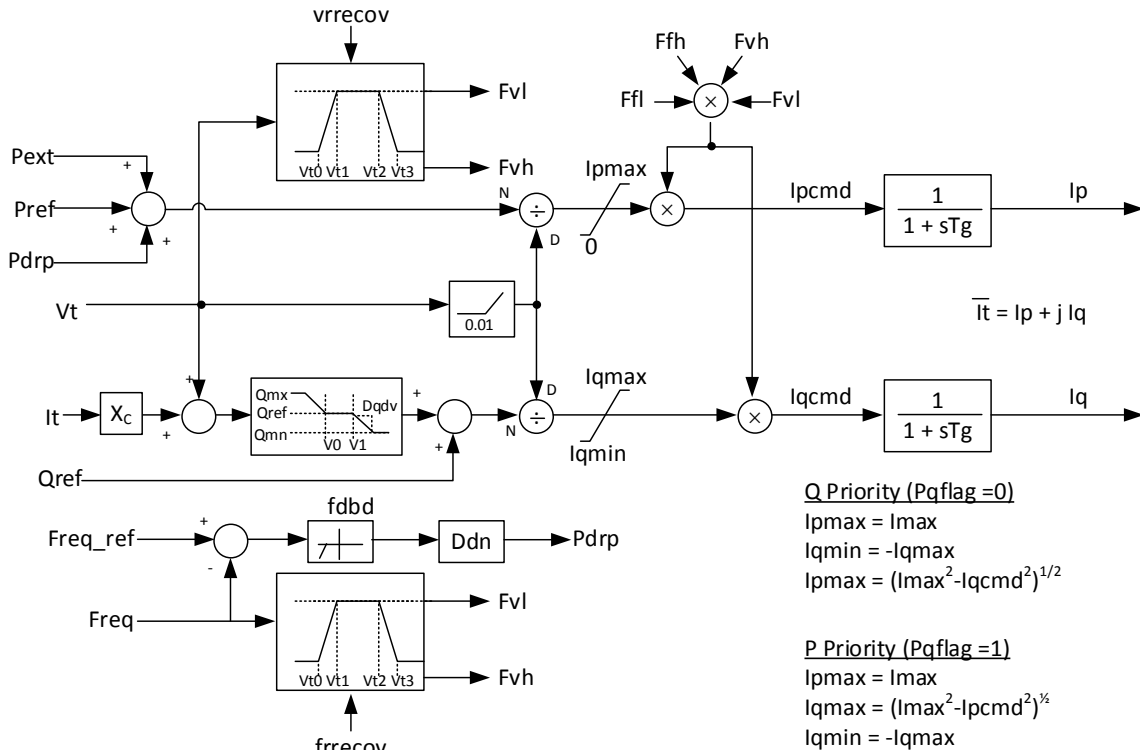 vrrecov
Ffh
Fvh
Ffl
×
Fvl
Fvl
Fvh
Vt0
Vt1
Vt2
Vt3
Pext
+
Pref
+
Pdrp
+
N
÷
D
Ipmax
0
×
Ipcmd
1
1 + sTg
Ip
Vt
0.01
It = Ip + j Iq
It
Xc
+
+
Qmx
Qref
Qmn
Dqdv
V0
V1
+
+
D
N
÷
Iqmax
Iqmin
×
Iqcmd
1
1 + sTg
Iq
Qref
fdbd
Freq_ref
+
-
Ddn
Pdrp
Freq
Vt0
Vt1
Vt2
Vt3
Fvl
Fvh
frrecov
Q Priority (Pqflag =0)
Ipmax = Imax
Iqmin = -Iqmax
Ipmax = (Imax²-Iqcmd²)^1/2
P Priority (Pqflag =1)
Ipmax = Imax
Iqmax = (Imax²-Ipcmd²)^½
Iqmin = -Iqmax